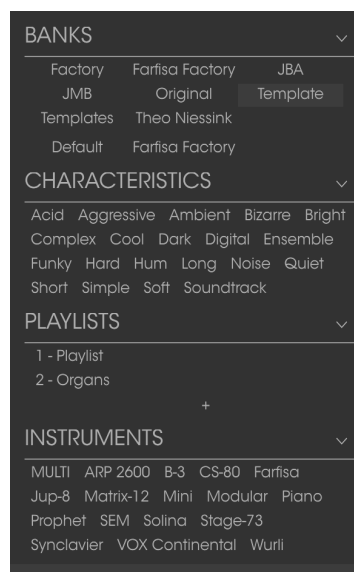 BANKS
Factory Farfisa Factory JBA
JMB Original Template
Templates Theo Niessink
Default Farfisa Factory
CHARACTERISTICS
Acid Aggressive Ambient Bizarre Bright
Complex Cool Dark Digital Ensemble
Funky Hard Hum Long Noise Quiet
Short Simple Soft Soundtrack
PLAYLISTS
1 - Playlist
2 - Organs
+
INSTRUMENTS
MULTI ARP 2600 B-3 CS-80 Farfisa
Jup-8 Matrix-12 Mini Modular Piano
Prophet SEM Solina Stage-73
Synclavier VOX Continental Wurli